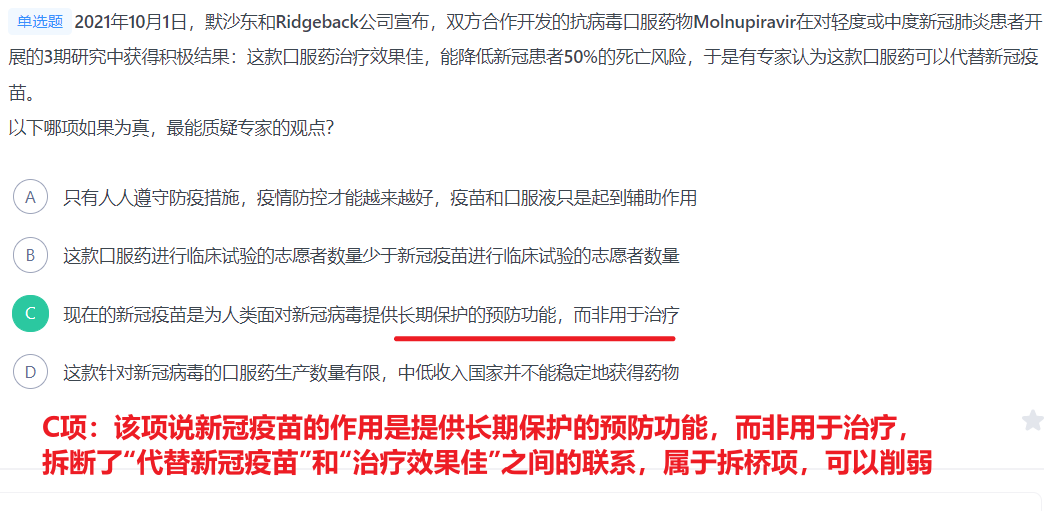 单选题 2021年10月1日，默沙东和Ridgeback公司宣布，双方合作开发的抗病毒口服药物Molnupiravir在对轻度或中度新冠肺炎患者开
展的3期研究中获得积极结果：这款口服药治疗效果佳，能降低新冠患者50%的死亡风险，于是有专家认为这款口服药可以代替新冠疫
苗。
以下哪项如果为真，最能质疑专家的观点？
A 只有人人遵守防疫措施，疫情防控才能越来越好，疫苗和口服液只是起到辅助作用
B 这款口服药进行临床试验的志愿者数量少于新冠疫苗进行临床试验的志愿者数量
C 现在的新冠疫苗是为人类面对新冠病毒提供长期保护的预防功能，而非用于治疗
D 这款针对新冠病毒的口服药生产数量有限，中低收入国家并不能稳定地获得药物
C项：该项说新冠疫苗的作用是提供长期保护的预防功能，而非用于治疗，
拆断了“代替新冠疫苗”和“治疗效果佳”之间的联系，属于拆桥项，可以削弱